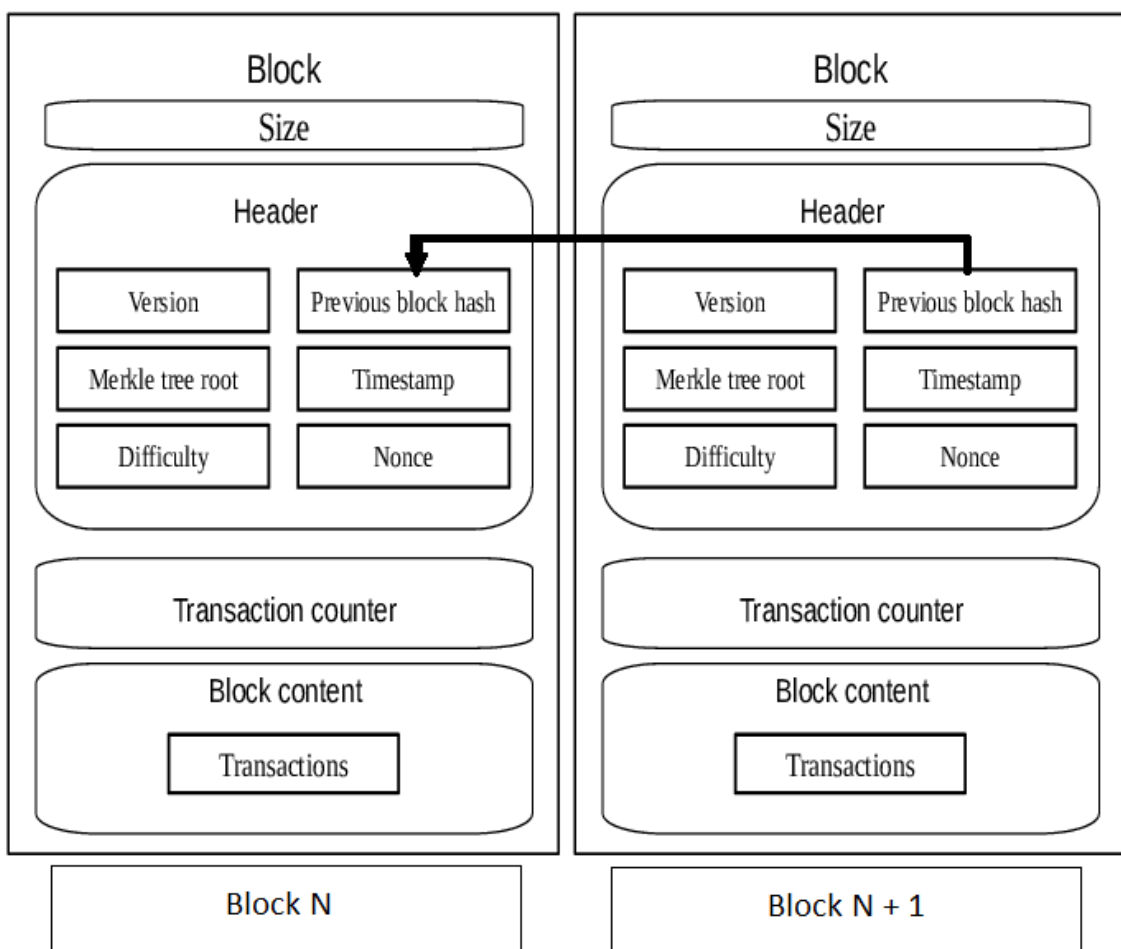 Block
Size
Header
Version
Previous block hash
Merkle tree root
Timestamp
Difficulty
Nonce
Transaction counter
Block content
Transactions
Block N
Block
Size
Header
Version
Previous block hash
Merkle tree root
Timestamp
Difficulty
Nonce
Transaction counter
Block content
Transactions
Block N + 1